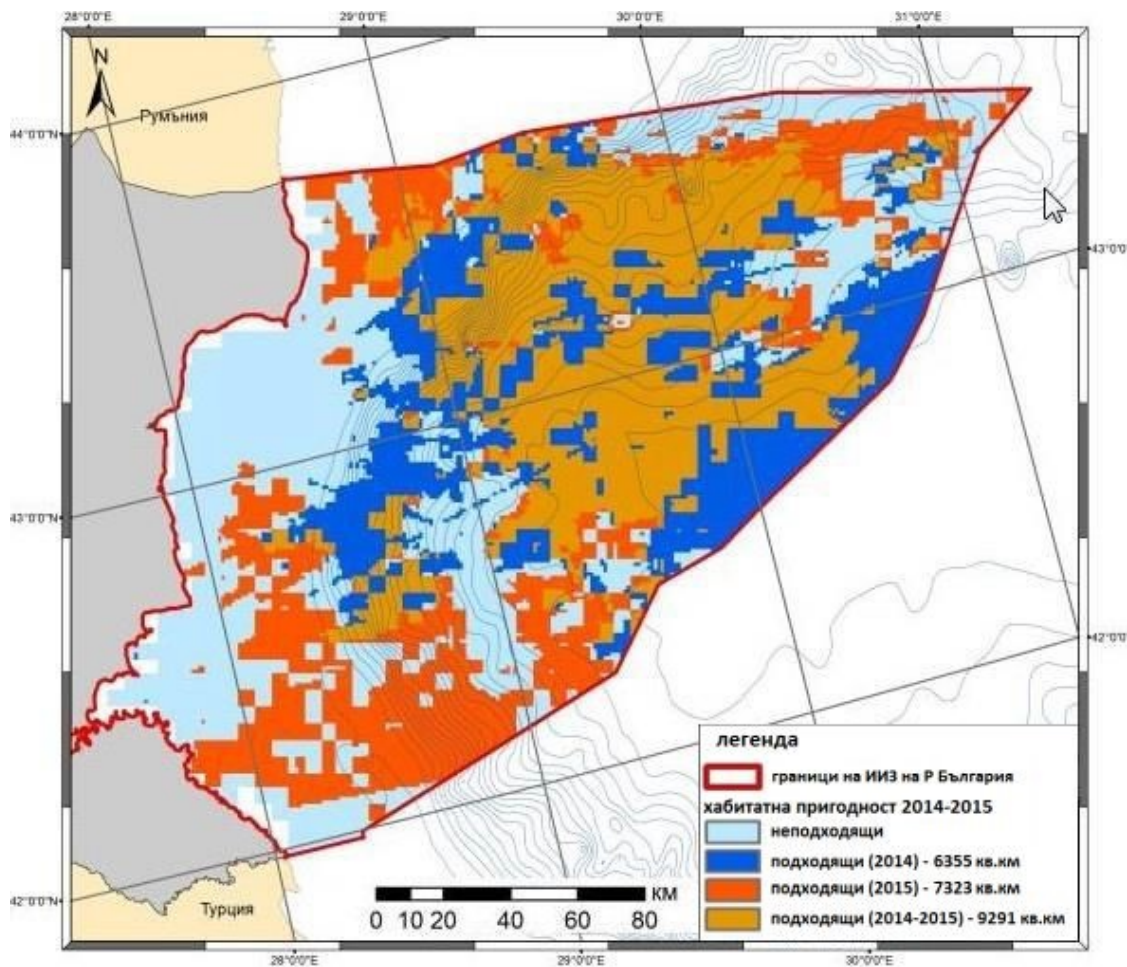 28°0'0"E 29°0'0"E 30°0'0"E 31°0'0"E
N
Румъния
44°0'0"N
43°0'0"N
42°0'0"N
43°0'0"N
42°0'0"N
Турция
легенда
граници на ИИЗ на Р България
хабитатна пригодност 2014-2015
неподходящи
подходящи (2014) - 6355 кв.км
подходящи (2015) - 7323 кв.км
подходящи (2014-2015) - 9291 кв.км
км
0 10 20 40 60 80
28°0'0"E 29°0'0"E 30°0'0"E